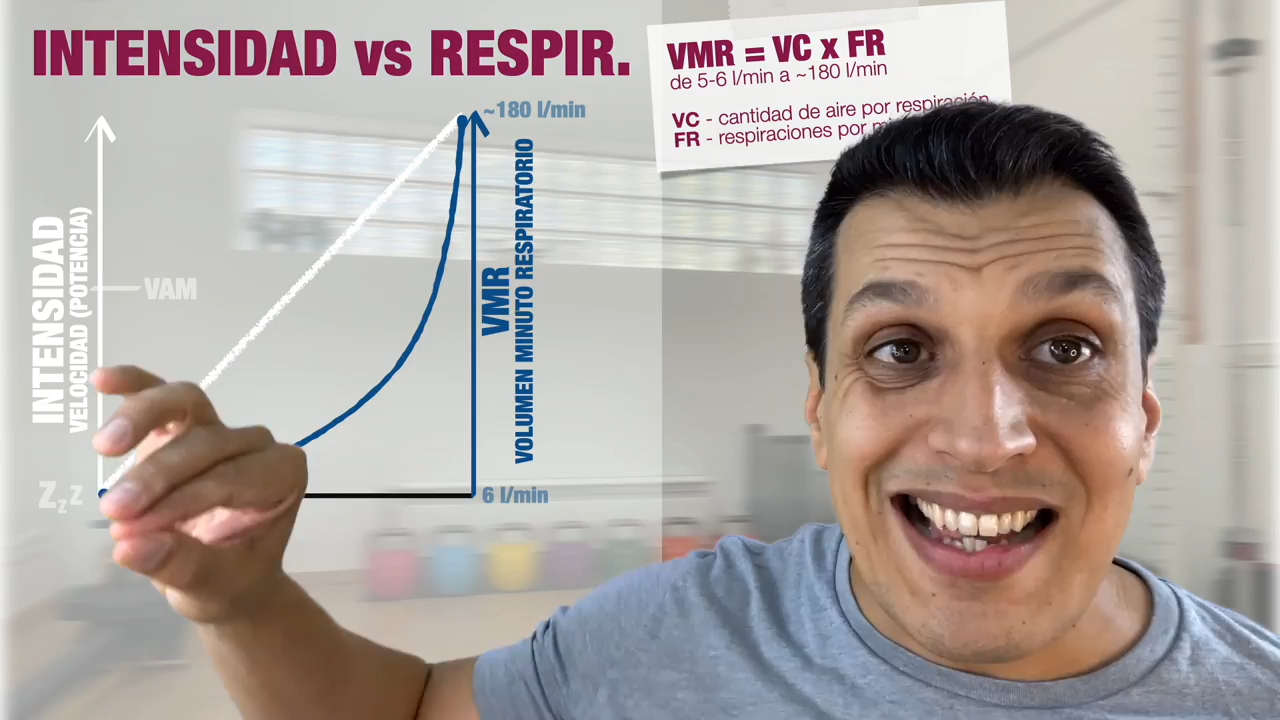 INTENSIDAD vs RESPIR.
VMR = VC x FR
de 5-6 l/min a ~180 l/min
VC - cantidad de aire por respiración
FR - respiraciones por
~180 l/min
INTENSIDAD
VELOCIDAD (POTENCIA)
VAM
VMR
VOLUMEN MINUTO RESPIRATORIO
Zzz
6 l/min